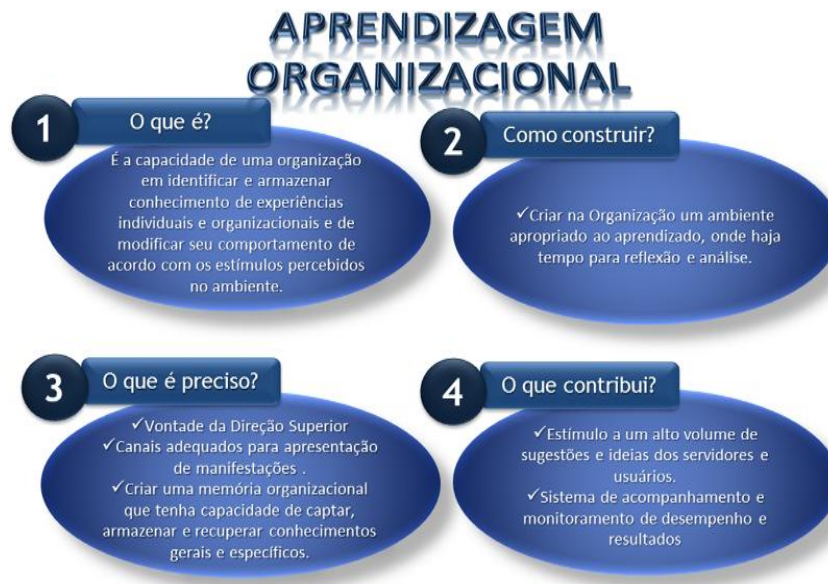 APRENDIZAGEM
ORGANIZACIONAL
1
O que é?
É a capacidade de uma organização
em identificar e armazenar
conhecimento de experiências
individuais e organizacionais e de
modificar seu comportamento de
acordo com os estímulos percebidos
no ambiente.
2
Como construir?
✓Criar na Organização um ambiente
apropriado ao aprendizado, onde haja
tempo para reflexão e análise.
3
O que é preciso?
✓Vontade da Direção Superior
✓Canais adequados para apresentação
de manifestações .
✓Criar uma memória organizacional
que tenha capacidade de captar,
armazenar e recuperar conhecimentos
gerais e específicos.
4
O que contribui?
✓Estímulo a um alto volume de
sugestões e ideias dos servidores e
usuários.
✓Sistema de acompanhamento e
monitoramento de desempenho e
resultados